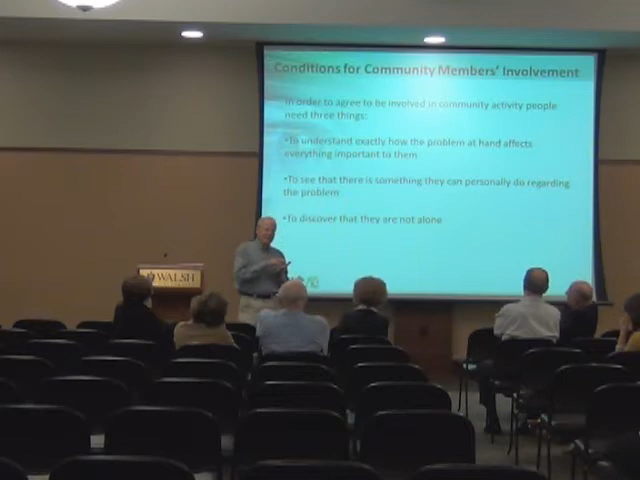 Conditions for Community Members' Involvement
In order to agree to be involved in community activity people
need three things:
•To understand exactly how the problem at hand affects
everything important to them
•To see that there is something they can personally do regarding
the problem
•To discover that they are not alone
WALSH